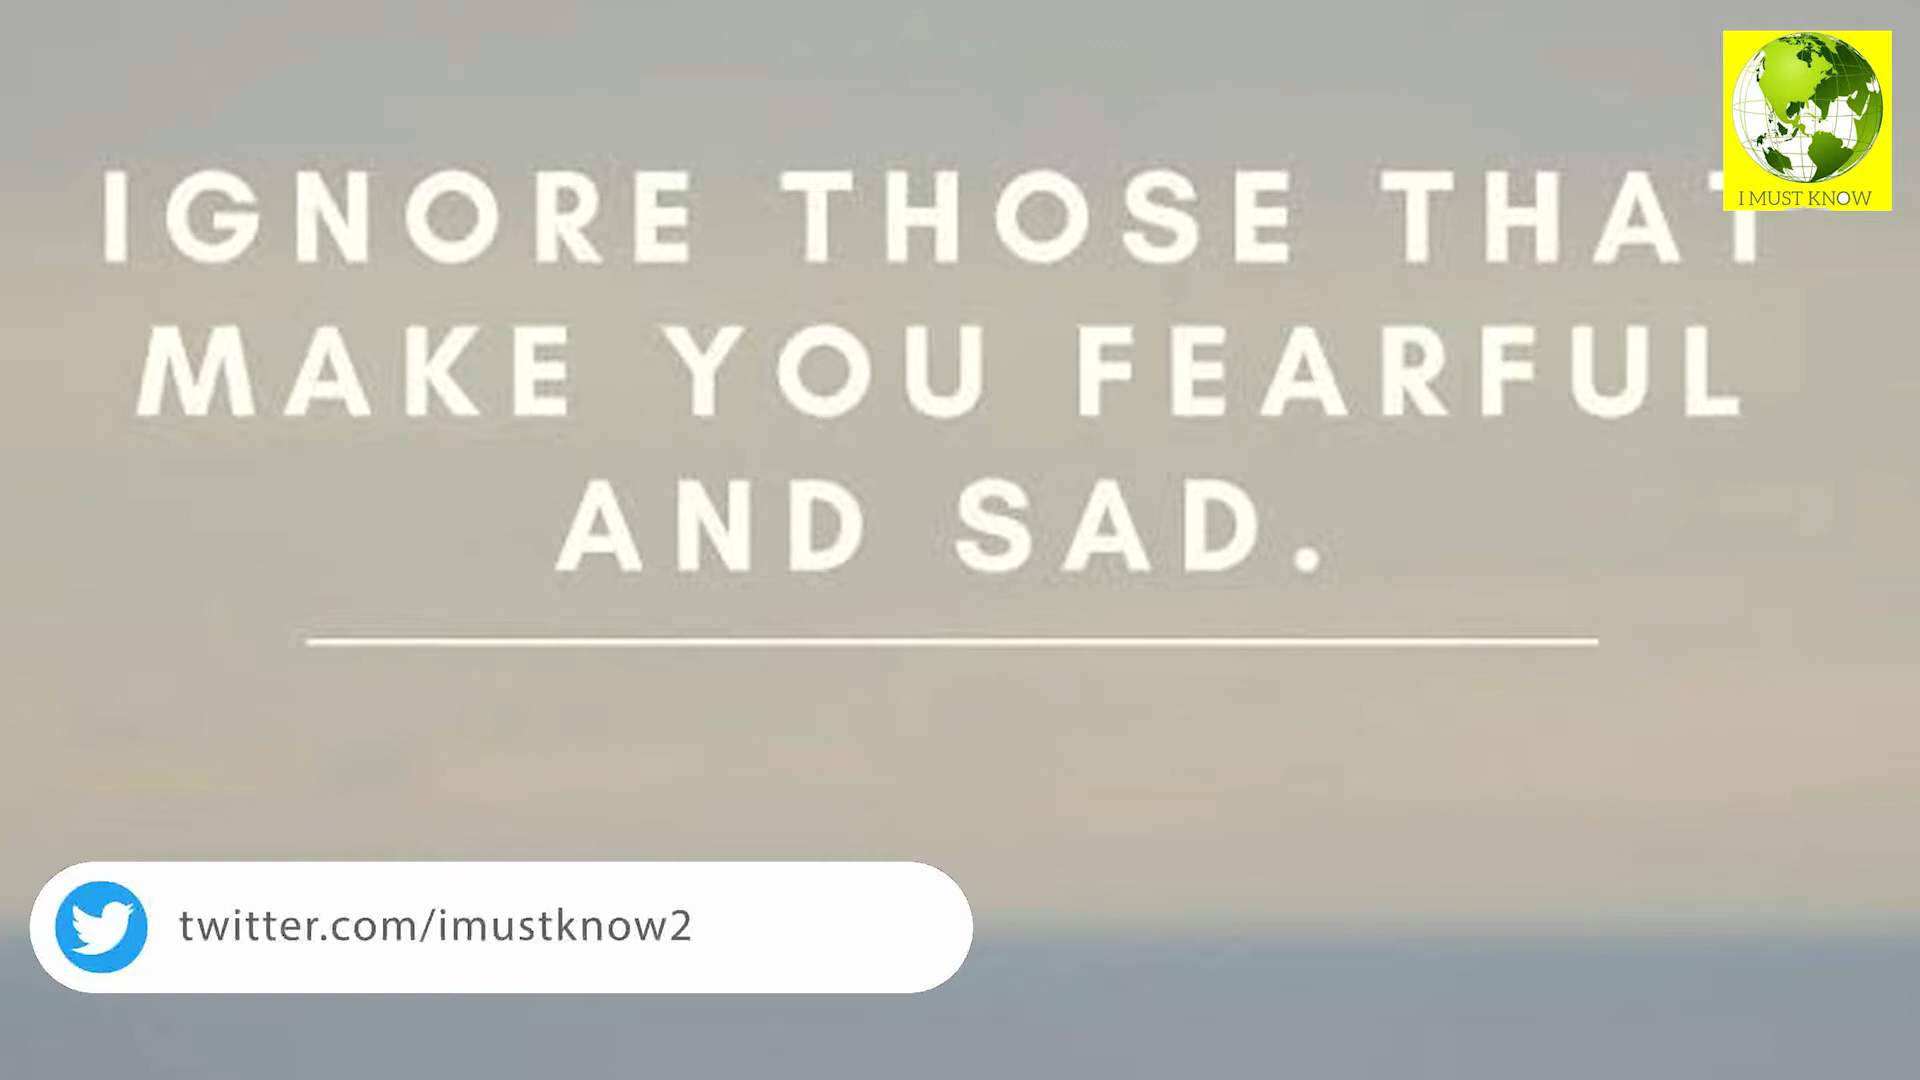 IGNORE THOSE THAT
MAKE YOU FEARFUL
AND SAD.
I MUST KNOW
twitter.com/imustknow2